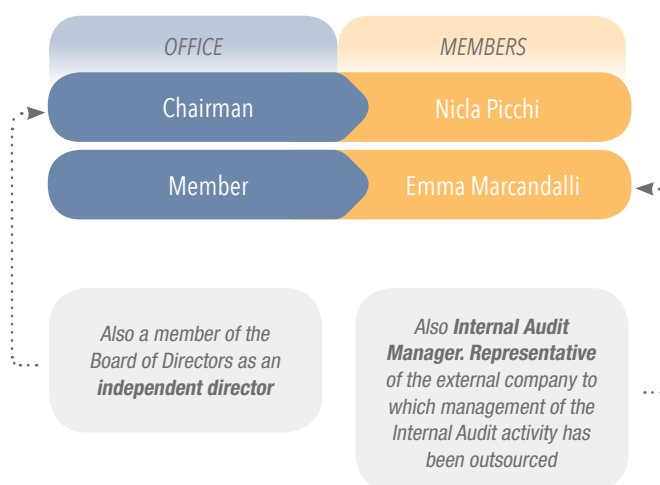 OFFICE
MEMBERS
Chairman
Nicla Picchi
Member
Emma Marcandalli
Also a member of the
Board of Directors as an
independent director
Also Internal Audit
Manager. Representative
of the external company to
which management of the
Internal Audit activity has
been outsourced